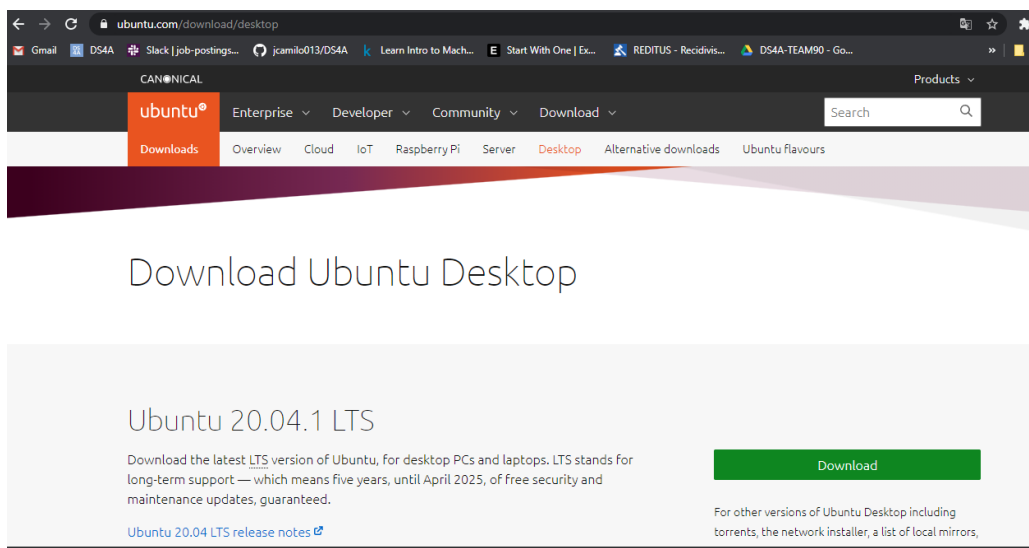 ubuntu.com/download/desktop
Gmail DS4A Slack | job-postings... jcamilo013/DS4A Learn Intro to Mach... Start With One | Ex... REDITUS - Recidivis... DS4A-TEAM90 - Go... »
CANONICAL Products
ubuntu Enterprise Developer Community Download Search
Downloads Overview Cloud IoT Raspberry Pi Server Desktop Alternative downloads Ubuntu flavours
Download Ubuntu Desktop
Ubuntu 20.04.1 LTS
Download the latest LTS version of Ubuntu, for desktop PCs and laptops. LTS stands for
long-term support — which means five years, until April 2025, of free security and
maintenance updates, guaranteed.
Ubuntu 20.04 LTS release notes
Download
For other versions of Ubuntu Desktop including
torrents, the network installer, a list of local mirrors,